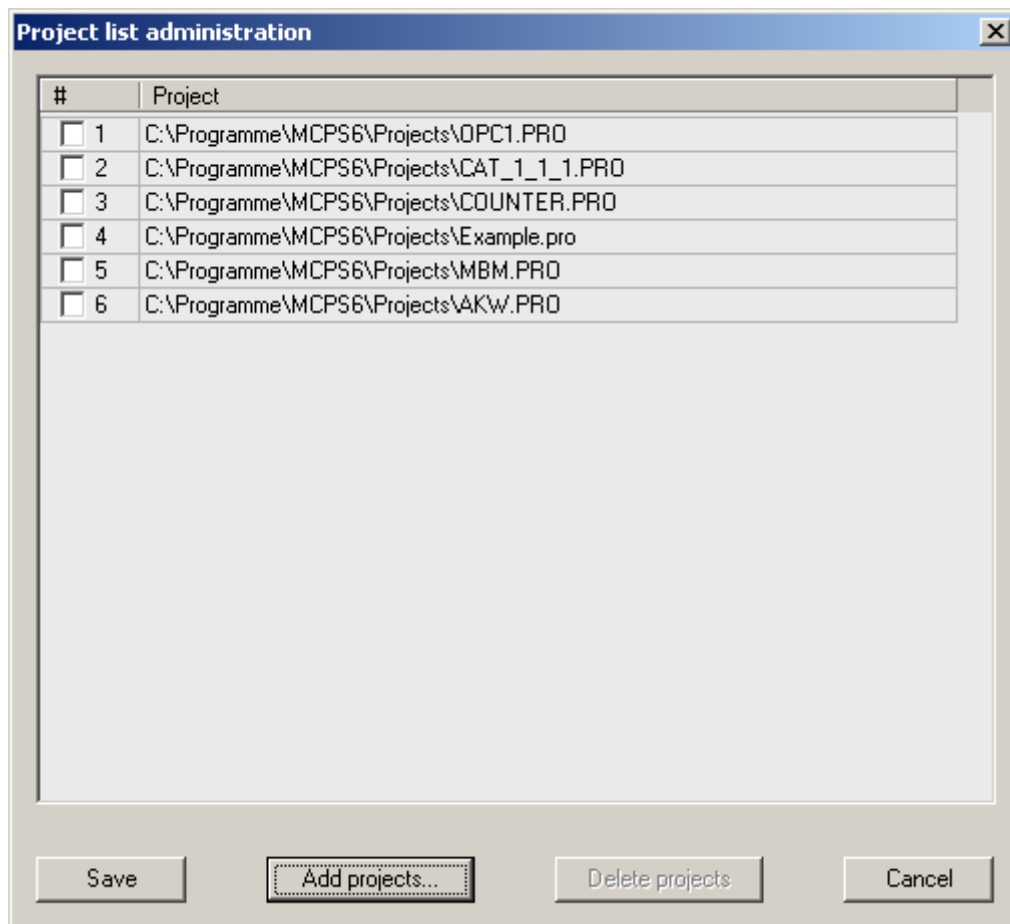 Project list administration
# Project
1 C:\Programme\MCPS6\Projects\OPC1.PRO
2 C:\Programme\MCPS6\Projects\CAT_1_1_1.PRO
3 C:\Programme\MCPS6\Projects\COUNTER.PRO
4 C:\Programme\MCPS6\Projects\Example.pro
5 C:\Programme\MCPS6\Projects\MBM.PRO
6 C:\Programme\MCPS6\Projects\AKW.PRO
Save Add projects... Delete projects Cancel